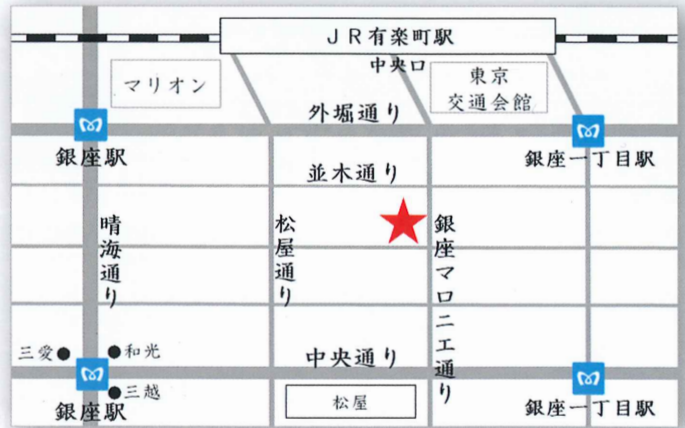 JR有楽町駅
中央口
マリオン
東京
交通会館
外堀通り
銀座駅
銀座一丁目駅
並木通り
晴海通り
松屋通り
銀座マロニエ通り
三愛
和光
中央通り
三越
松屋
銀座駅
銀座一丁目駅